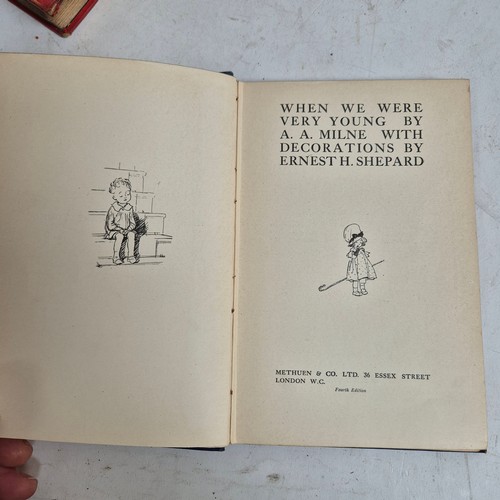 WHEN WE WERE
VERY YOUNG BY
A. A. MILNE WITH
DECORATIONS BY
ERNEST H. SHEPARD
METHUEN & CO. LTD. 36 ESSEX STREET
LONDON W.C.
Fourth Edition